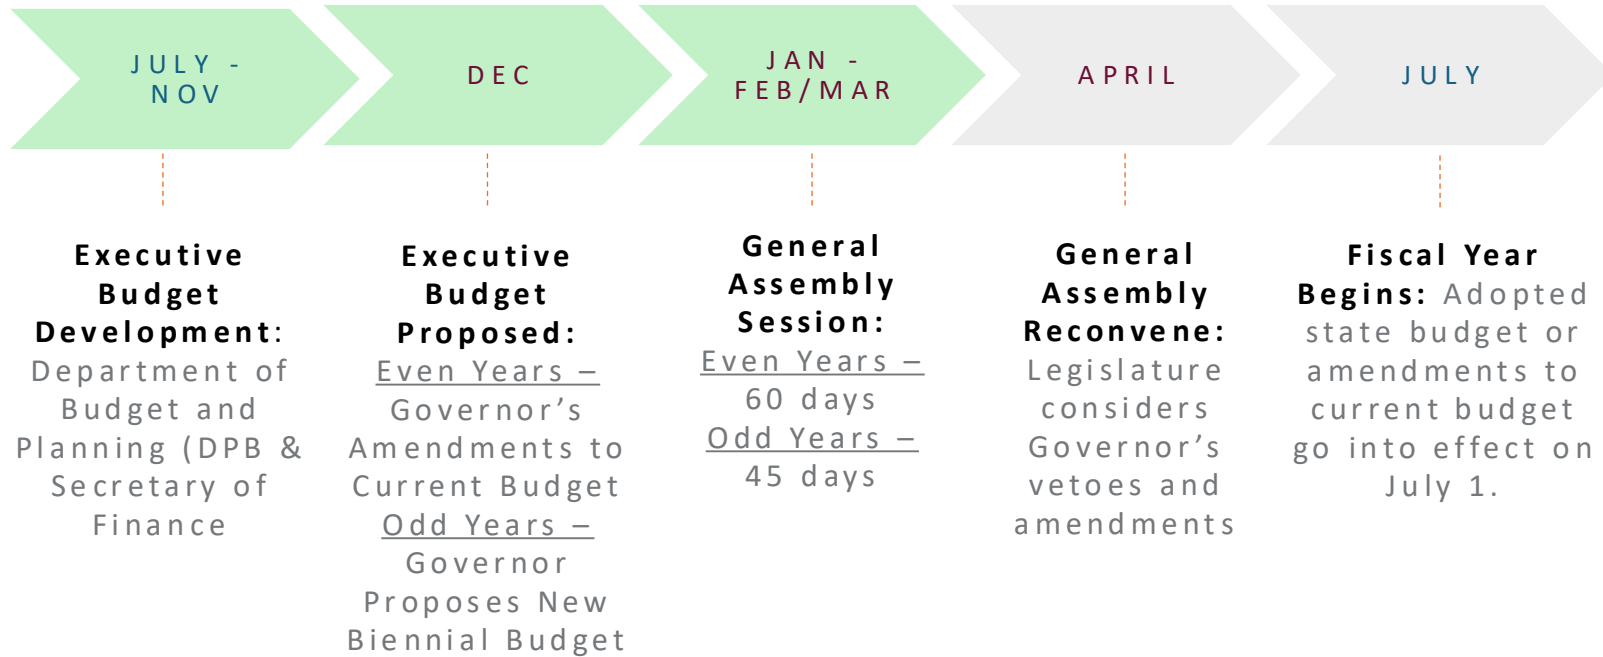 JULY -
NOV
DEC
JAN -
FEB/MAR
APRIL
JULY
Executive
Budget
Development:
Department of
Budget and
Planning (DPB &
Secretary of
Finance
Executive
Budget
Proposed:
Even Years –
Governor’s
Amendments to
Current Budget
Odd Years –
Governor
Proposes New
Biennial Budget
General
Assembly
Session:
Even Years –
60 days
Odd Years –
45 days
General
Assembly
Reconvene:
Legislature
considers
Governor’s
vetoes and
amendments
Fiscal Year
Begins: Adopted
state budget or
amendments to
current budget
go into effect on
July 1.